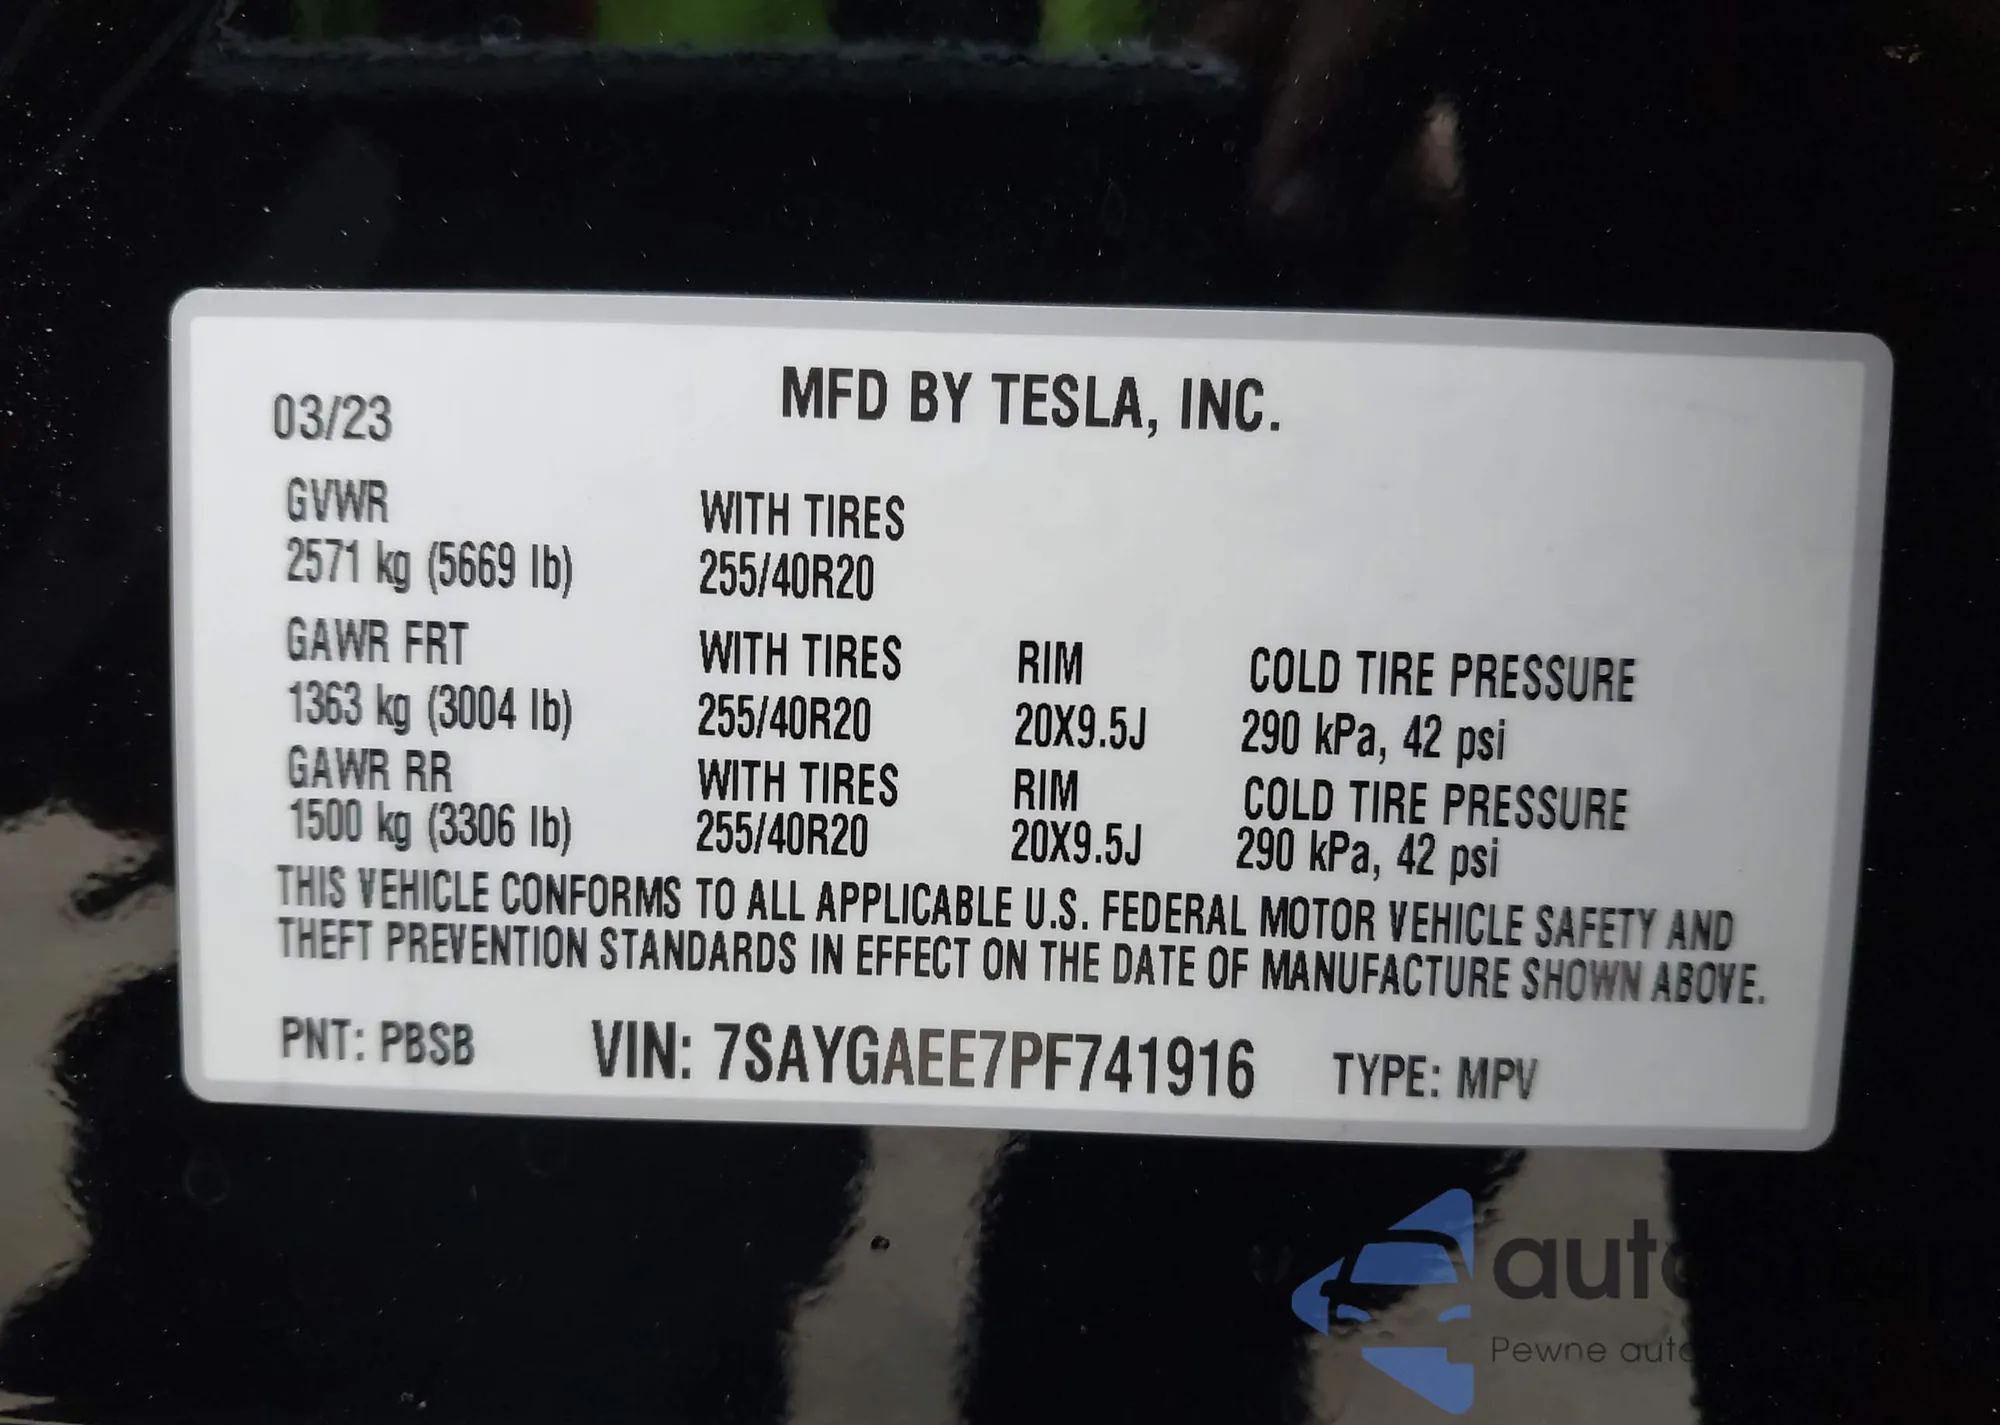 03/23 MFD BY TESLA, INC.
GVWR WITH TIRES
2571 kg (5669 lb) 255/40R20
GAWR FRT WITH TIRES RIM COLD TIRE PRESSURE
1363 kg (3004 lb) 255/40R20 20X9.5J 290 kPa, 42 psi
GAWR RR WITH TIRES RIM COLD TIRE PRESSURE
1500 kg (3306 lb) 255/40R20 20X9.5J 290 kPa, 42 psi
THIS VEHICLE CONFORMS TO ALL APPLICABLE U.S. FEDERAL MOTOR VEHICLE SAFETY AND
THEFT PREVENTION STANDARDS IN EFFECT ON THE DATE OF MANUFACTURE SHOWN ABOVE.
PNT: PBSB VIN: 7SAYGAEE7PF741916 TYPE: MPV
Pewne